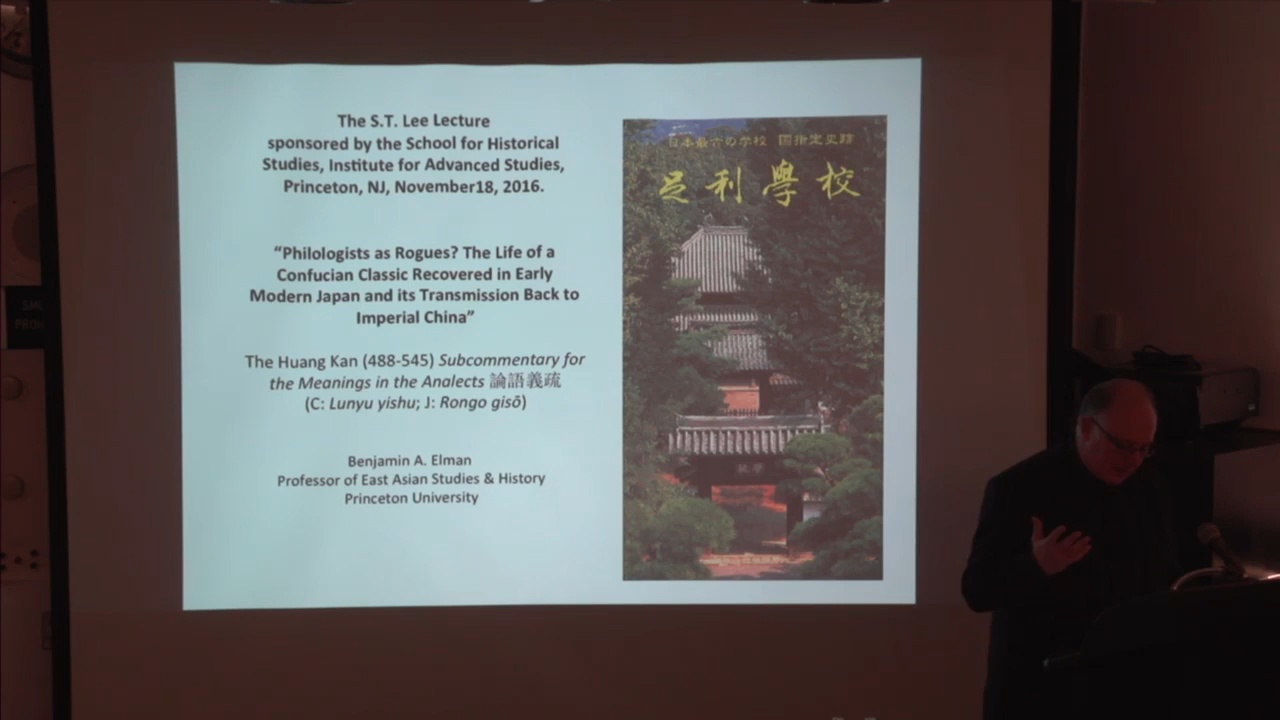 The S.T. Lee Lecture
sponsored by the School for Historical
Studies, Institute for Advanced Studies,
Princeton, NJ, November18, 2016.
“Philologists as Rogues? The Life of a
Confucian Classic Recovered in Early
Modern Japan and its Transmission Back to
Imperial China”
The Huang Kan (488-545) Subcommentary for
the Meanings in the Analects 論語義疏
(C: Lunyu yishu; J: Rongo gisō)
Benjamin A. Elman
Professor of East Asian Studies & History
Princeton University
日本最古の学校 國指定史跡
足利學校